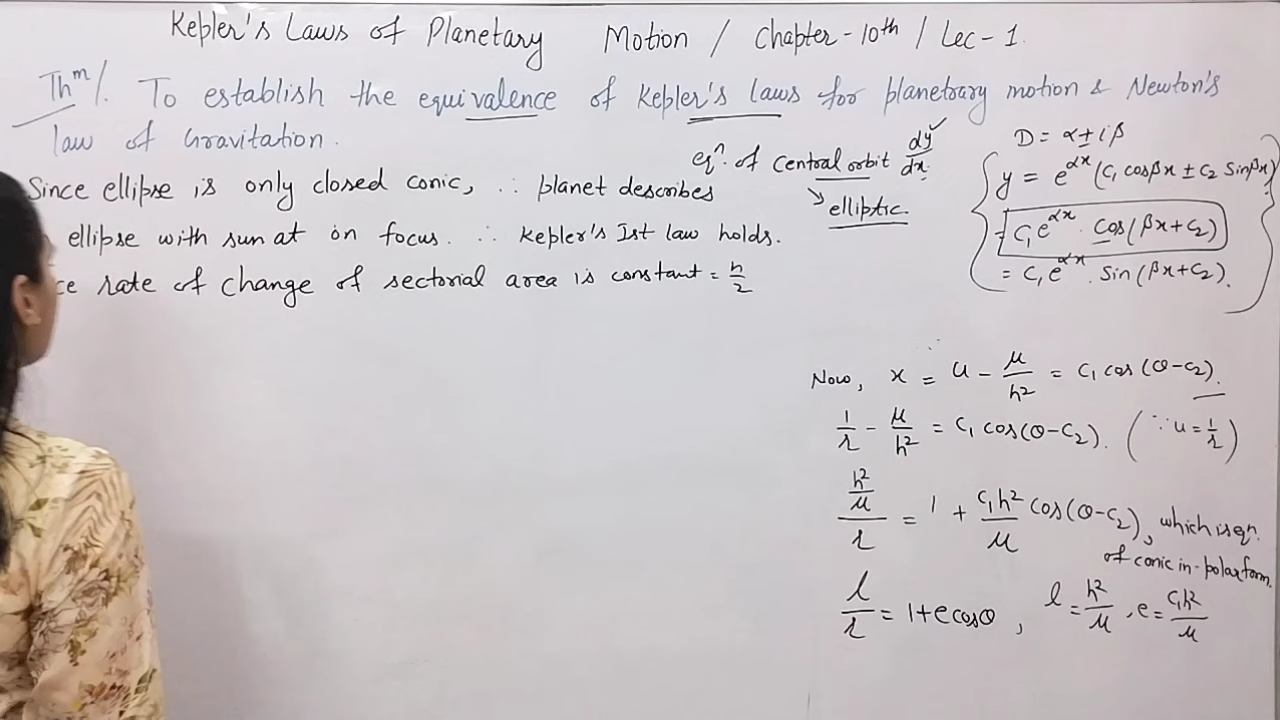 Kepler's Laws of Planetary Motion / Chapter-10th / Lec-1.
Thm/. To establish the equivalence of Kepler's laws for planetrary motion & Newton's
law of Gravitation.
eqn. of central orbit dy/dx ✓
→ elliptic.
Since ellipse is only closed conic, ∴ planet describes
ellipse with sun at on focus. ∴ Kepler's Ist law holds.
ce rate of change of sectorial area is constant = h/2
D = α ± iβ
y = e^αx (C₁ cosβx ± C₂ Sinβx)
= C₁e^αx . Cos(βx+C₂)
= C₁e^αx . Sin(βx+C₂).
Now, x = u - μ/h² = C₁ cos(θ-C₂).
1/r - μ/h² = C₁ cos(θ-C₂). (∵ u = 1/r)
(h²/μ)/r = 1 + C₁h²/μ cos(θ-C₂), which is eqn.
of conic in-polar form.
l/r = 1+ecosθ, l = h²/μ, e = C₁h²/μ